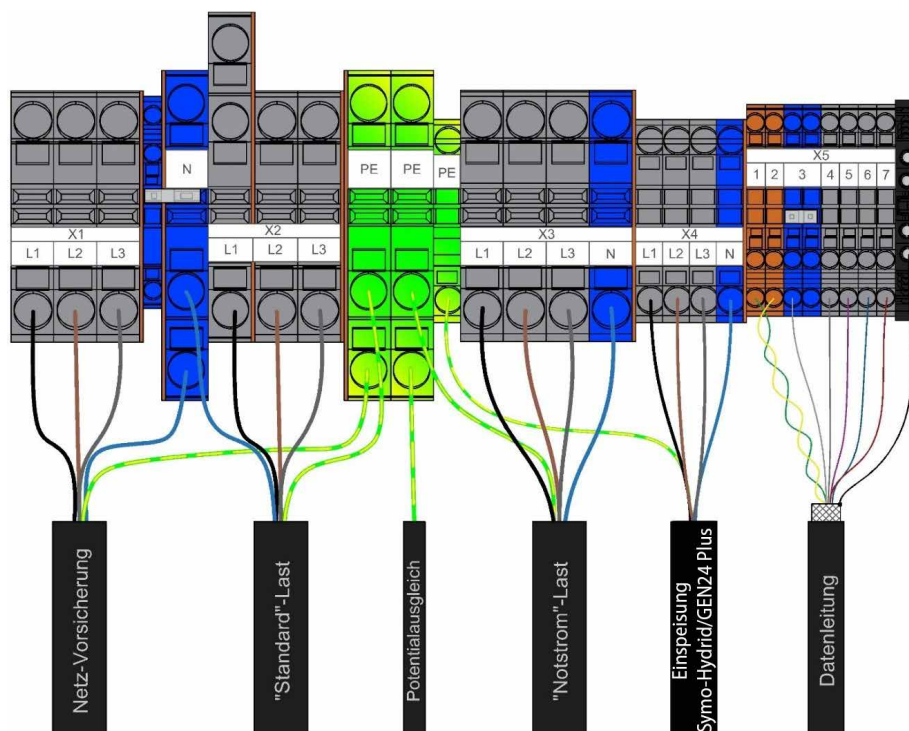 N
PE
PE
PE
X1
L1 L2 L3
X2
L1 L2 L3
X3
L1 L2 L3 N
X4
L1 L2 L3 N
X5
1 2 3 4 5 6 7
Netz-Vorsicherung
"Standard"-Last
Potentialausgleich
"Notstrom"-Last
Einspeisung
Symo-Hydrid/GEN24 Plus
Datenleitung